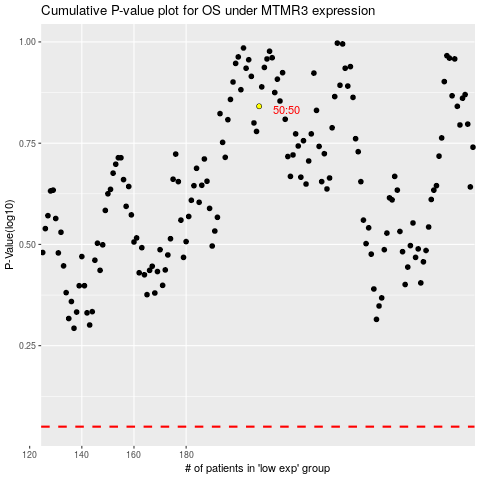 Cumulative P-value plot for OS under MTMR3 expression
1.00
0.75
0.50
0.25
P-Value(log10)
50:50
120 140 160 180
# of patients in 'low exp' group